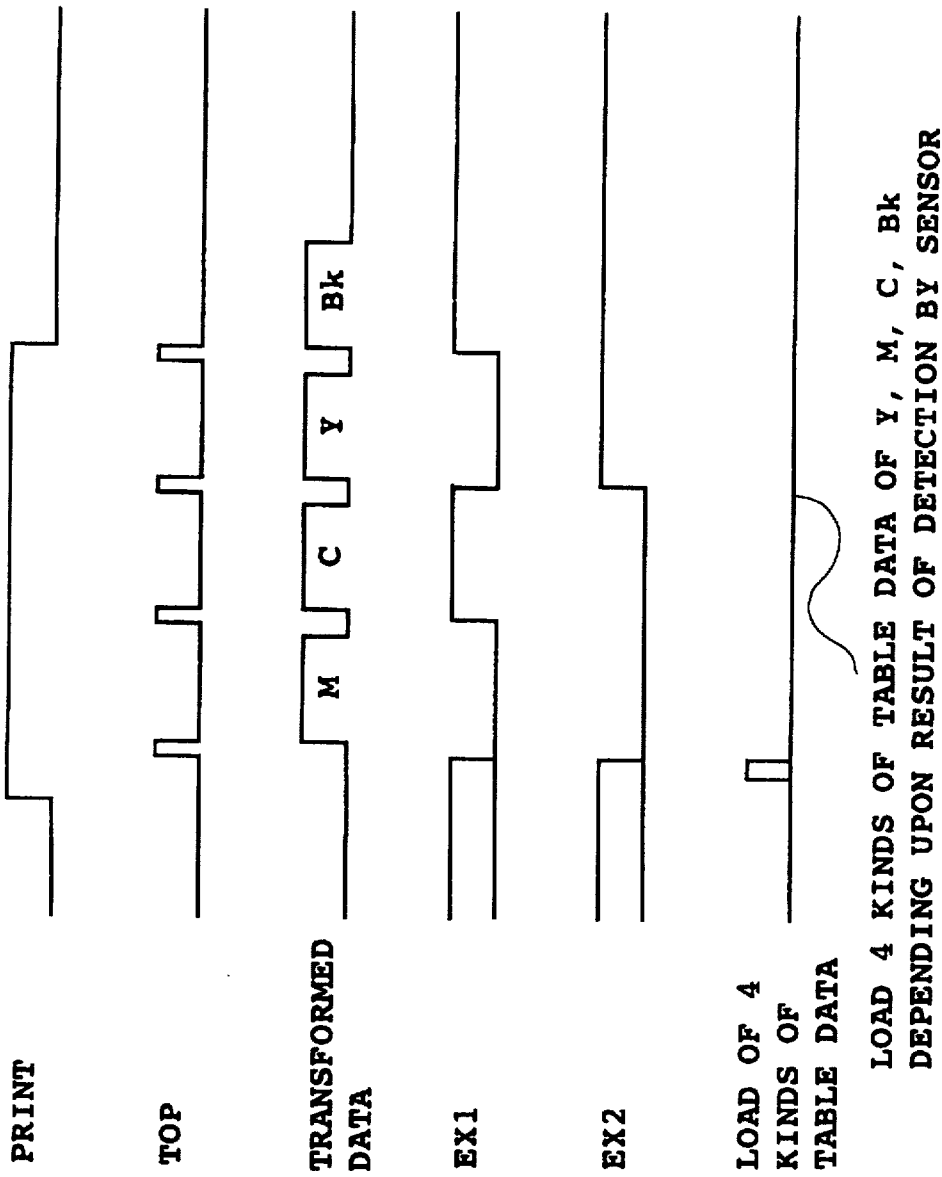 PRINT
TOP
TRANSFORMED
DATA
M C Y Bk
EX1
EX2
LOAD OF 4
KINDS OF
TABLE DATA
LOAD 4 KINDS OF TABLE DATA OF Y, M, C, Bk
DEPENDING UPON RESULT OF DETECTION BY SENSOR